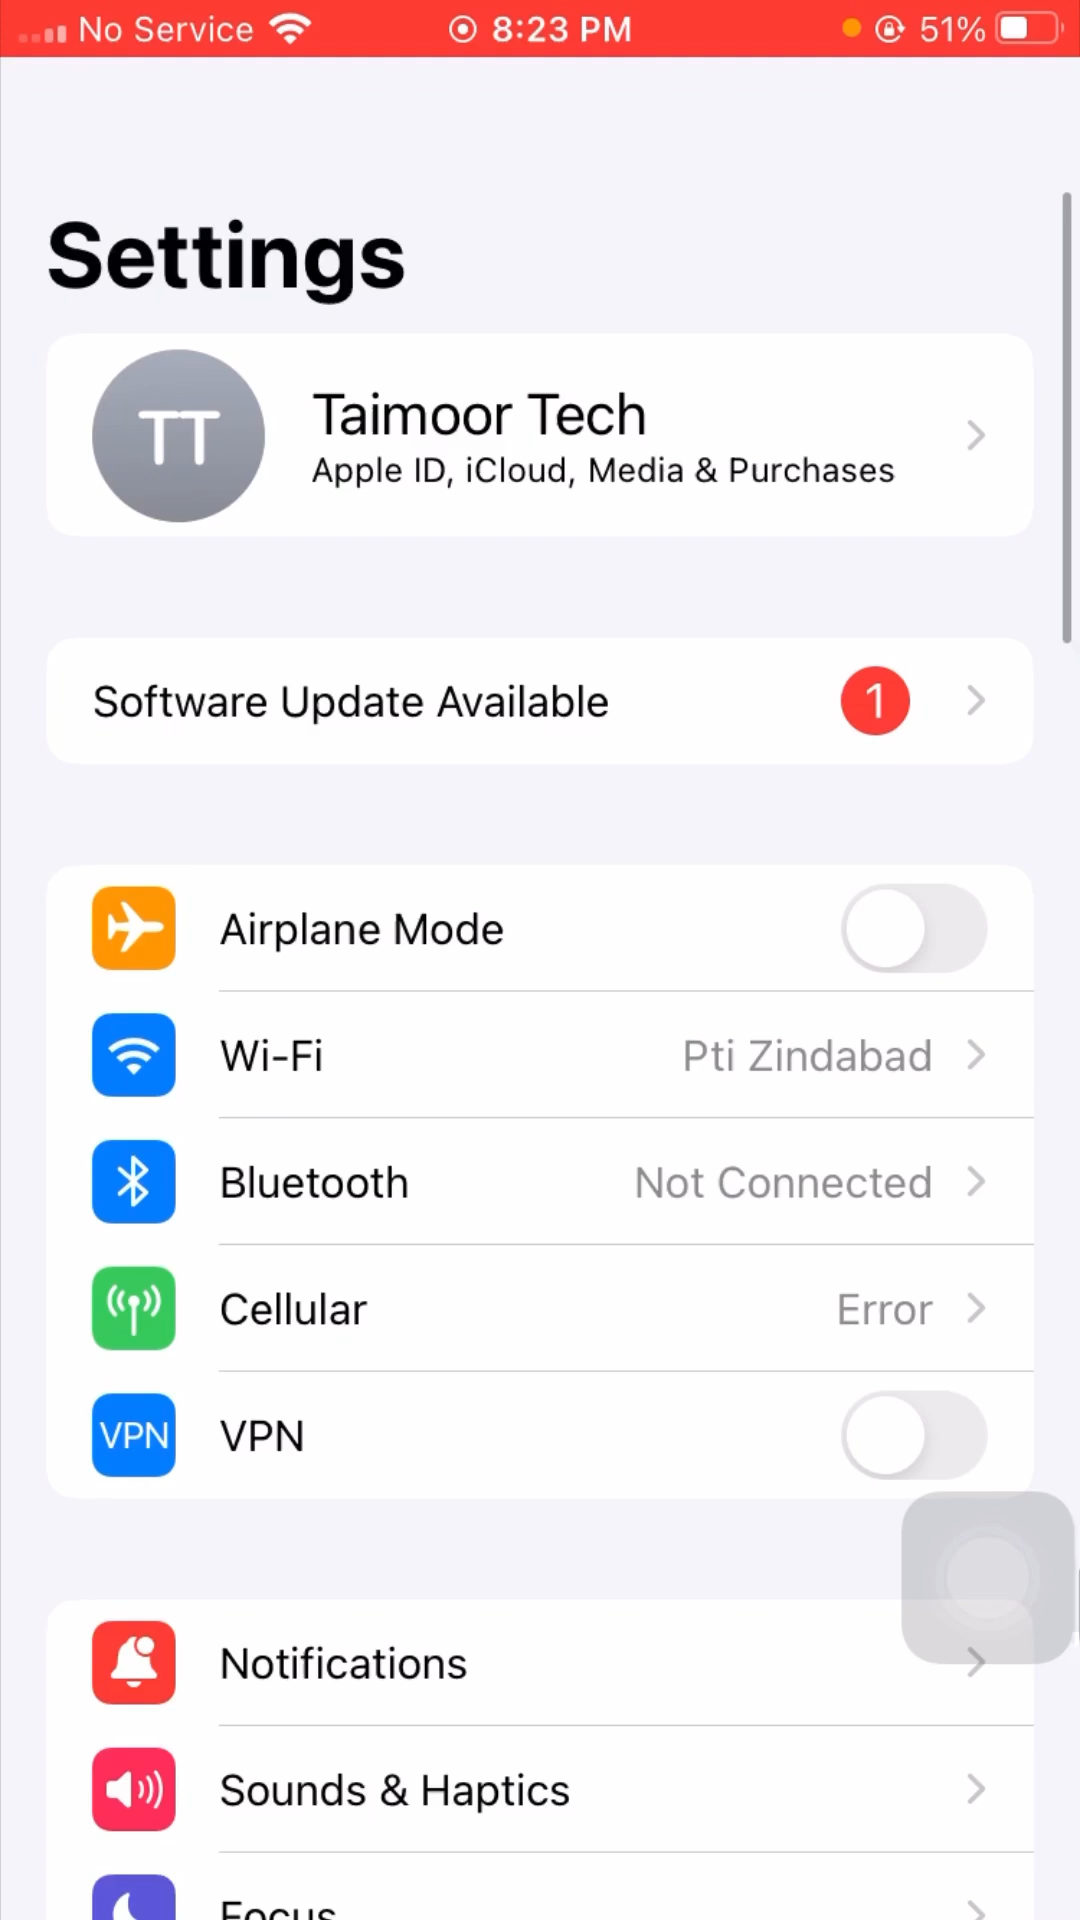 No Service 8:23 PM 51%
Settings
TT
Taimoor Tech
Apple ID, iCloud, Media & Purchases
Software Update Available 1
Airplane Mode
Wi-Fi Pti Zindabad
Bluetooth Not Connected
Cellular Error
VPN VPN
Notifications
Sounds & Haptics
Focus